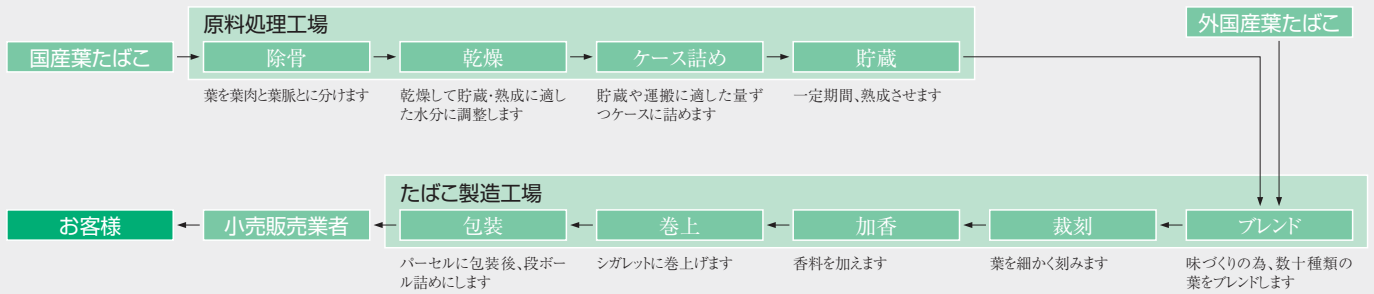 原料処理工場
国産葉たばこ
除骨
乾燥
ケース詰め
貯蔵
外国産葉たばこ
葉を葉肉と葉脈とに分けます
乾燥して貯蔵・熟成に適し
た水分に調整します
貯蔵や運搬に適した量ず
つケースに詰めます
一定期間、熟成させます
たばこ製造工場
お客様
小売販売業者
包装
巻上
加香
裁刻
ブレンド
パーセルに包装後、段ボー
ル詰めにします
シガレットに巻上げます
香料を加えます
葉を細かく刻みます
味づくりの為、数十種類の
葉をブレンドします